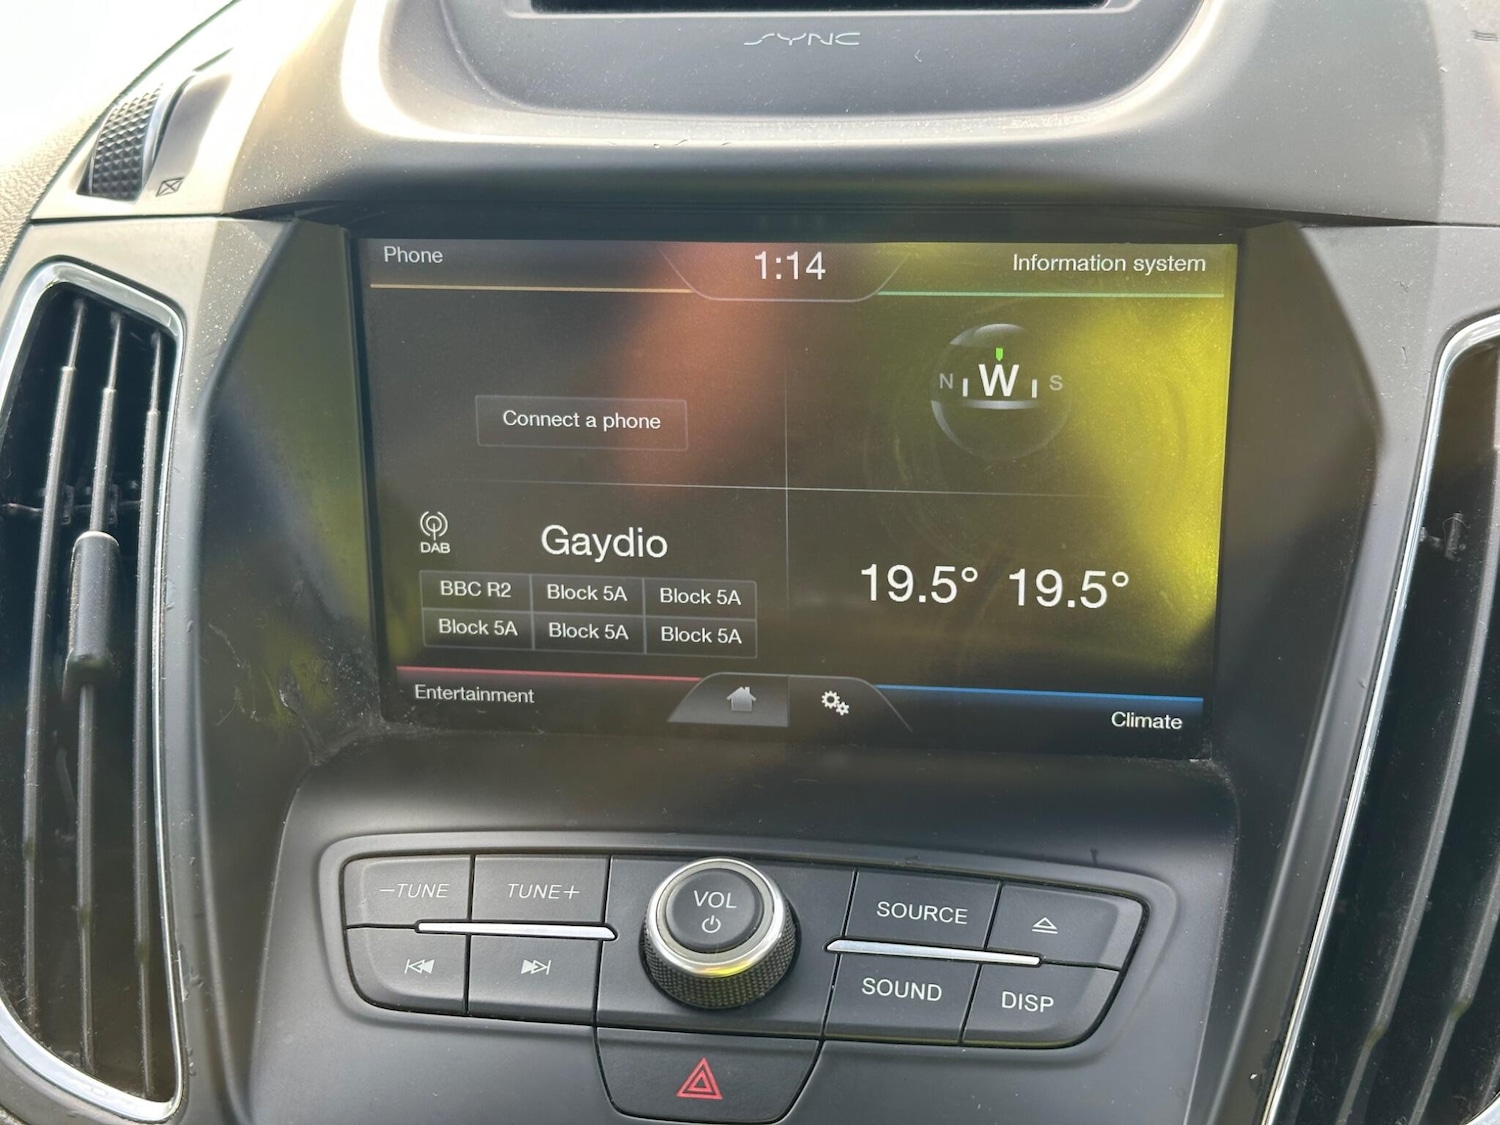 SYNC
Phone
1:14
Information system
N W S
Connect a phone
DAB
Gaydio
BBC R2 Block 5A Block 5A
Block 5A Block 5A Block 5A
19.5° 19.5°
Entertainment
Climate
–TUNE
TUNE+
VOL
SOURCE
SOUND
DISP